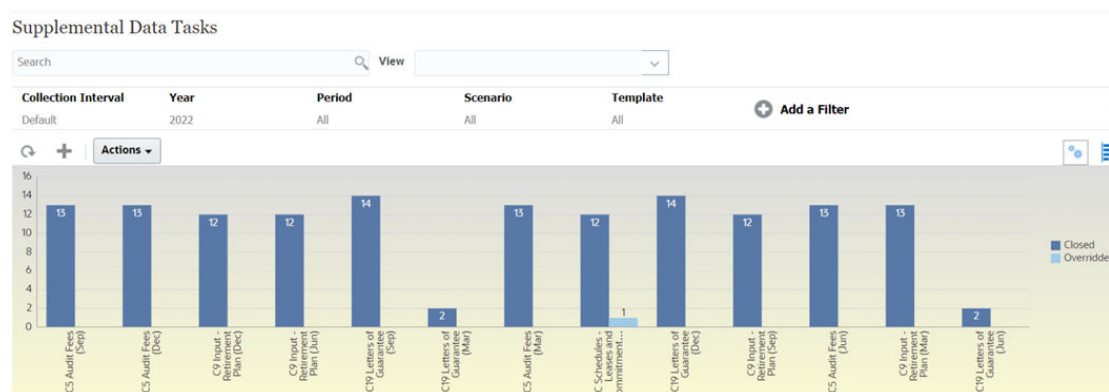 Supplemental Data Tasks
Search
View
Collection Interval Year Period Scenario Template
Add a Filter
Default 2022 All All All
Actions
16
14
12
10
8
6
4
2
0
13 13 12 12 14 2 13 12 1 14 12 13 13 2
Closed
Overridde
C5 Audit Fees
(Sep)
C5 Audit Fees
(Dec)
C9 Input -
Retirement
Plan (Dec)
C9 Input -
Retirement
Plan (Jun)
C19 Letters of
Guarantee
(Sep)
C19 Letters of
Guarantee
(Mar)
C5 Audit Fees
(Mar)
C Schedules -
Leases and
ommitment...
C19 Letters of
Guarantee
(Dec)
C9 Input -
Retirement
Plan (Sep)
C5 Audit Fees
(Jun)
C9 Input -
Retirement
Plan (Mar)
C19 Letters of
Guarantee
(Jun)